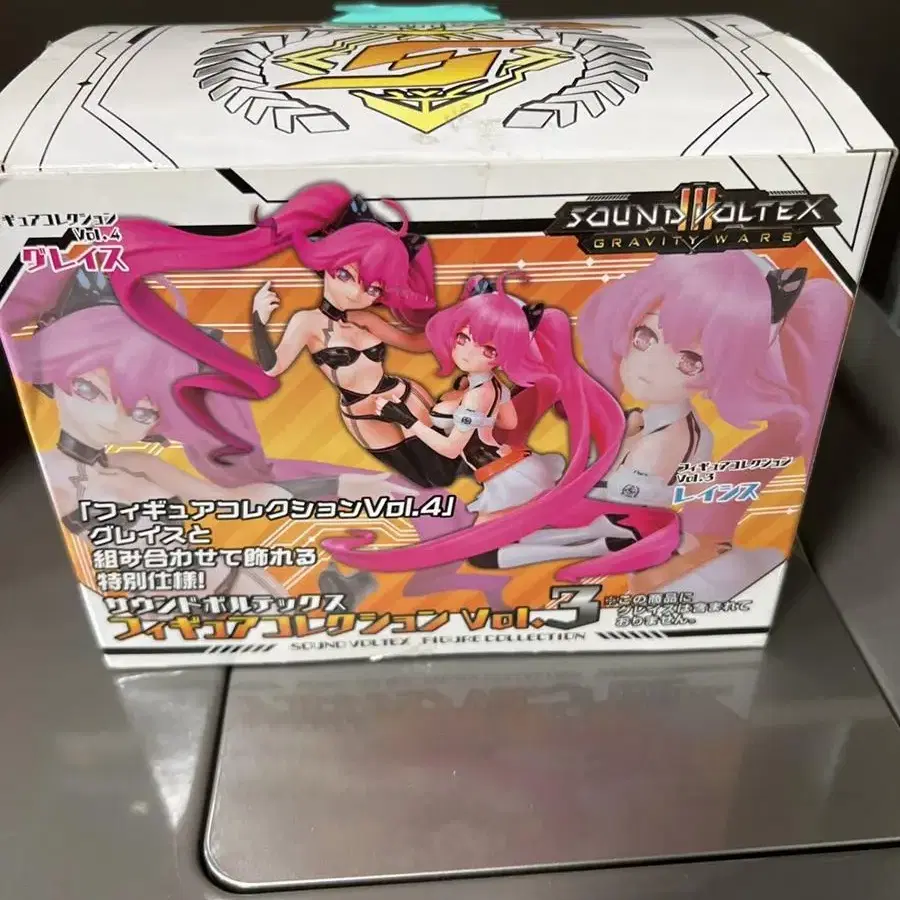 ギュアコレクション
Vol.4
グレイス
SOUND VOLTEX
III
GRAVITY WARS
フィギュアコレクション
Vol.3
レイシス
「フィギュアコレクションVol.4」
グレイスと
組み合わせて飾れる
特別仕様!
サウンドボルテックス
フィギュアコレクション Vol.3
※この商品に
グレイスは含まれて
おりません。
SOUND VOLTEX FIGURE COLLECTION